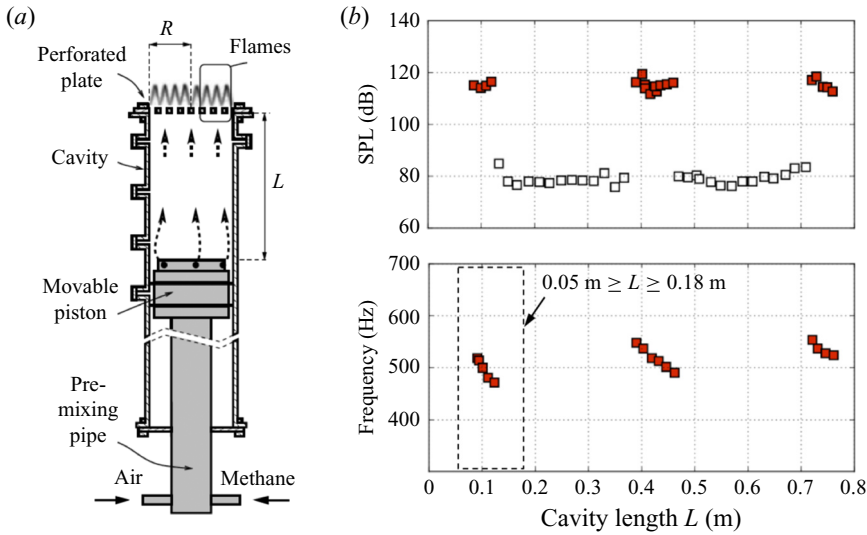 (a)
R
Flames
Perforated
plate
Cavity
L
Movable
piston
Pre-
mixing
pipe
Air
Methane
(b)
140
120
100
80
60
SPL (dB)
700
600
500
400
Frequency (Hz)
0.05 m ≥ L ≥ 0.18 m
0 0.1 0.2 0.3 0.4 0.5 0.6 0.7 0.8
Cavity length L (m)